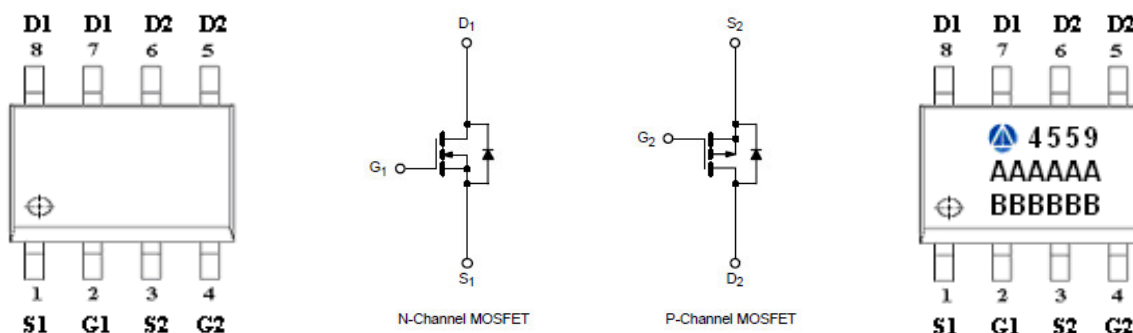 D1 D1 D2 D2
8 7 6 5
1 2 3 4
S1 G1 S2 G2
D1
G1
S1
N-Channel MOSFET
S2
G2
D2
P-Channel MOSFET
D1 D1 D2 D2
8 7 6 5
4559
AAAAAA
BBBBBB
1 2 3 4
S1 G1 S2 G2